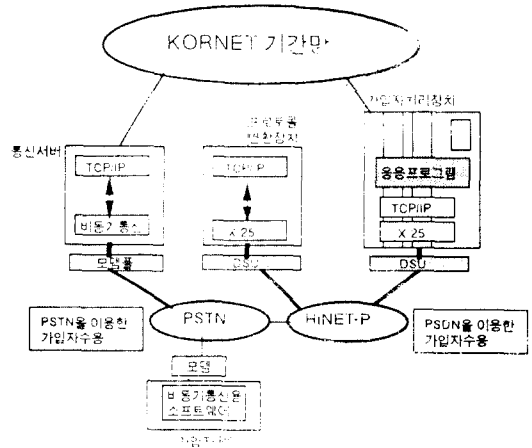 KORNET 기간망
가입자처리장치
프로토콜
변환장치
통신서버
TCP/IP
TCP/IP
응용프로그램
TCP/IP
비동기통신
X.25
X.25
모뎀풀
DSU
DSU
PSTN을 이용한
가입자수용
PSTN
HiNET-P
PSDN을 이용한
가입자수용
모뎀
비동기통신용
소프트웨어